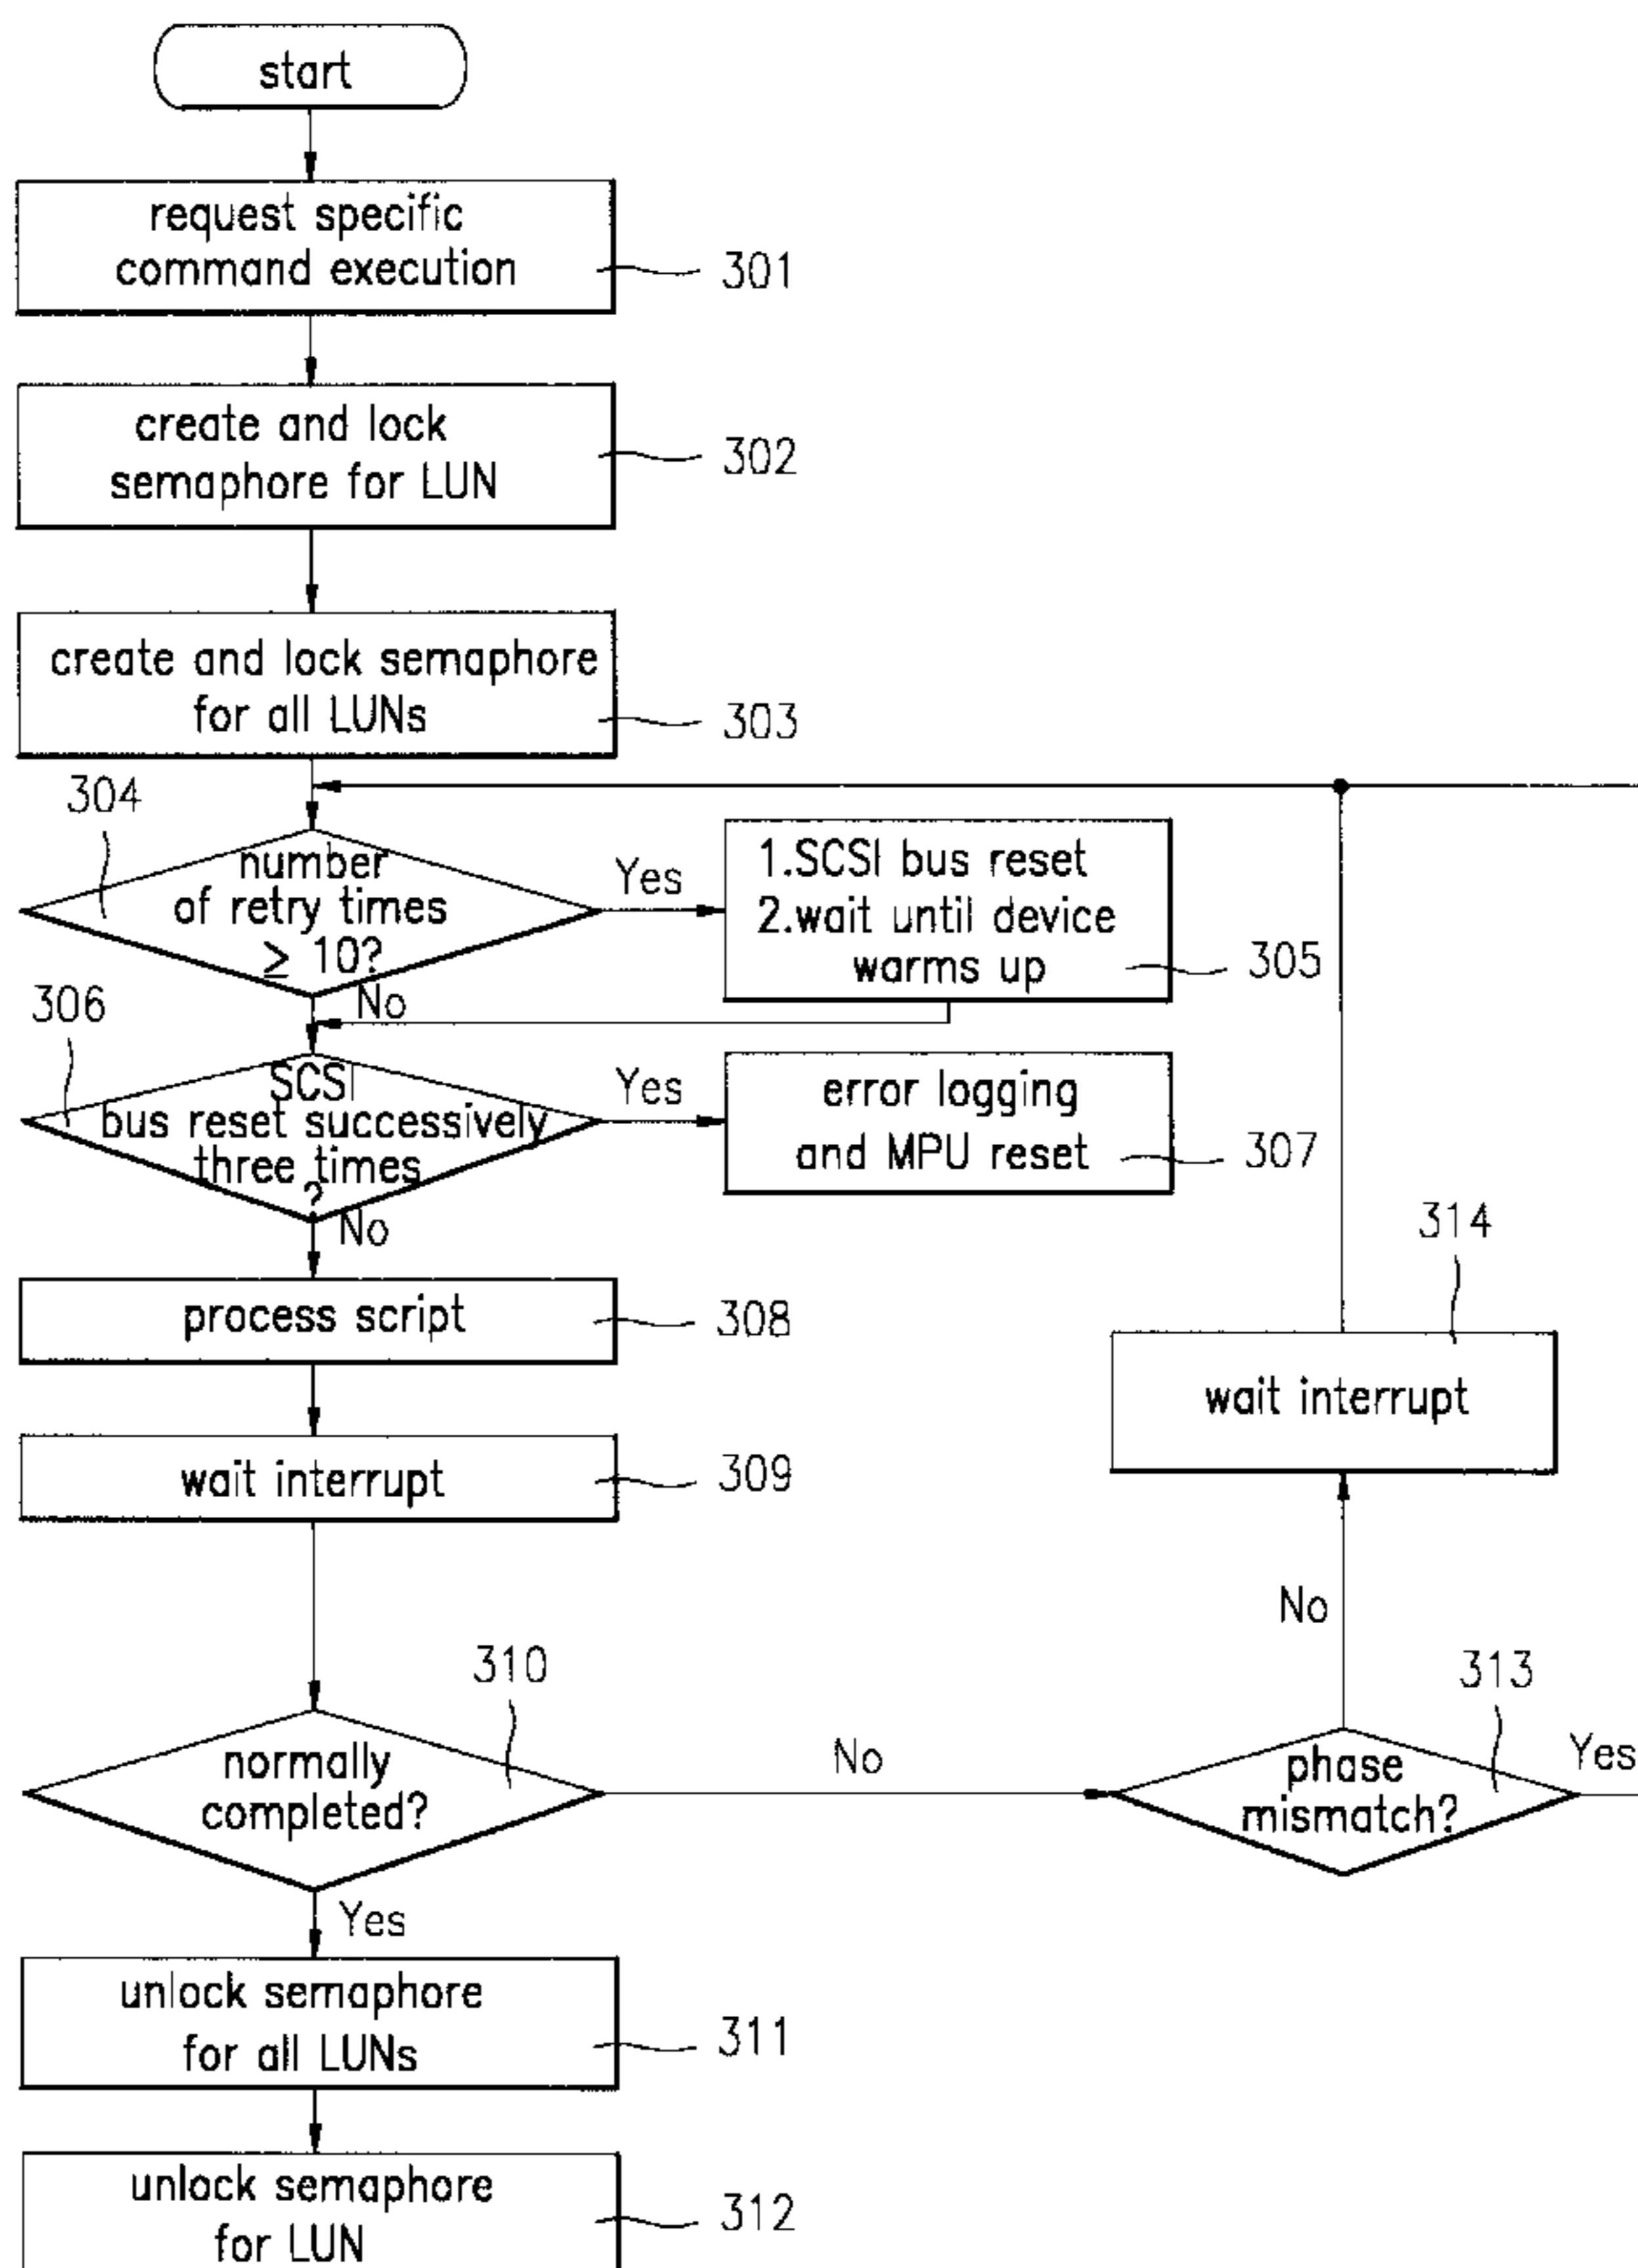 start
request specific
command execution
301
create and lock
semaphore for LUN
302
create and lock semaphore
for all LUNs
303
304
number
of retry times
≥ 10?
Yes
1.SCSI bus reset
2.wait until device
warms up
305
No
306
SCSI
bus reset successively
three times
?
Yes
error logging
and MPU reset
307
No
process script
308
wait interrupt
309
314
wait interrupt
No
310
normally
completed?
No
313
phase
mismatch?
Yes
Yes
unlock semaphore
for all LUNs
311
unlock semaphore
for LUN
312